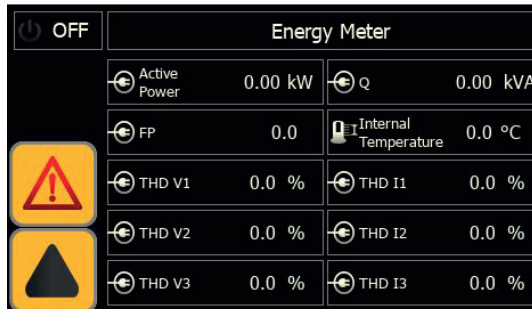 OFF
Energy Meter
Active Power 0.00 kW
Q 0.00 kVA
FP 0.0
Internal Temperature 0.0 °C
THD V1 0.0 %
THD I1 0.0 %
THD V2 0.0 %
THD I2 0.0 %
THD V3 0.0 %
THD I3 0.0 %